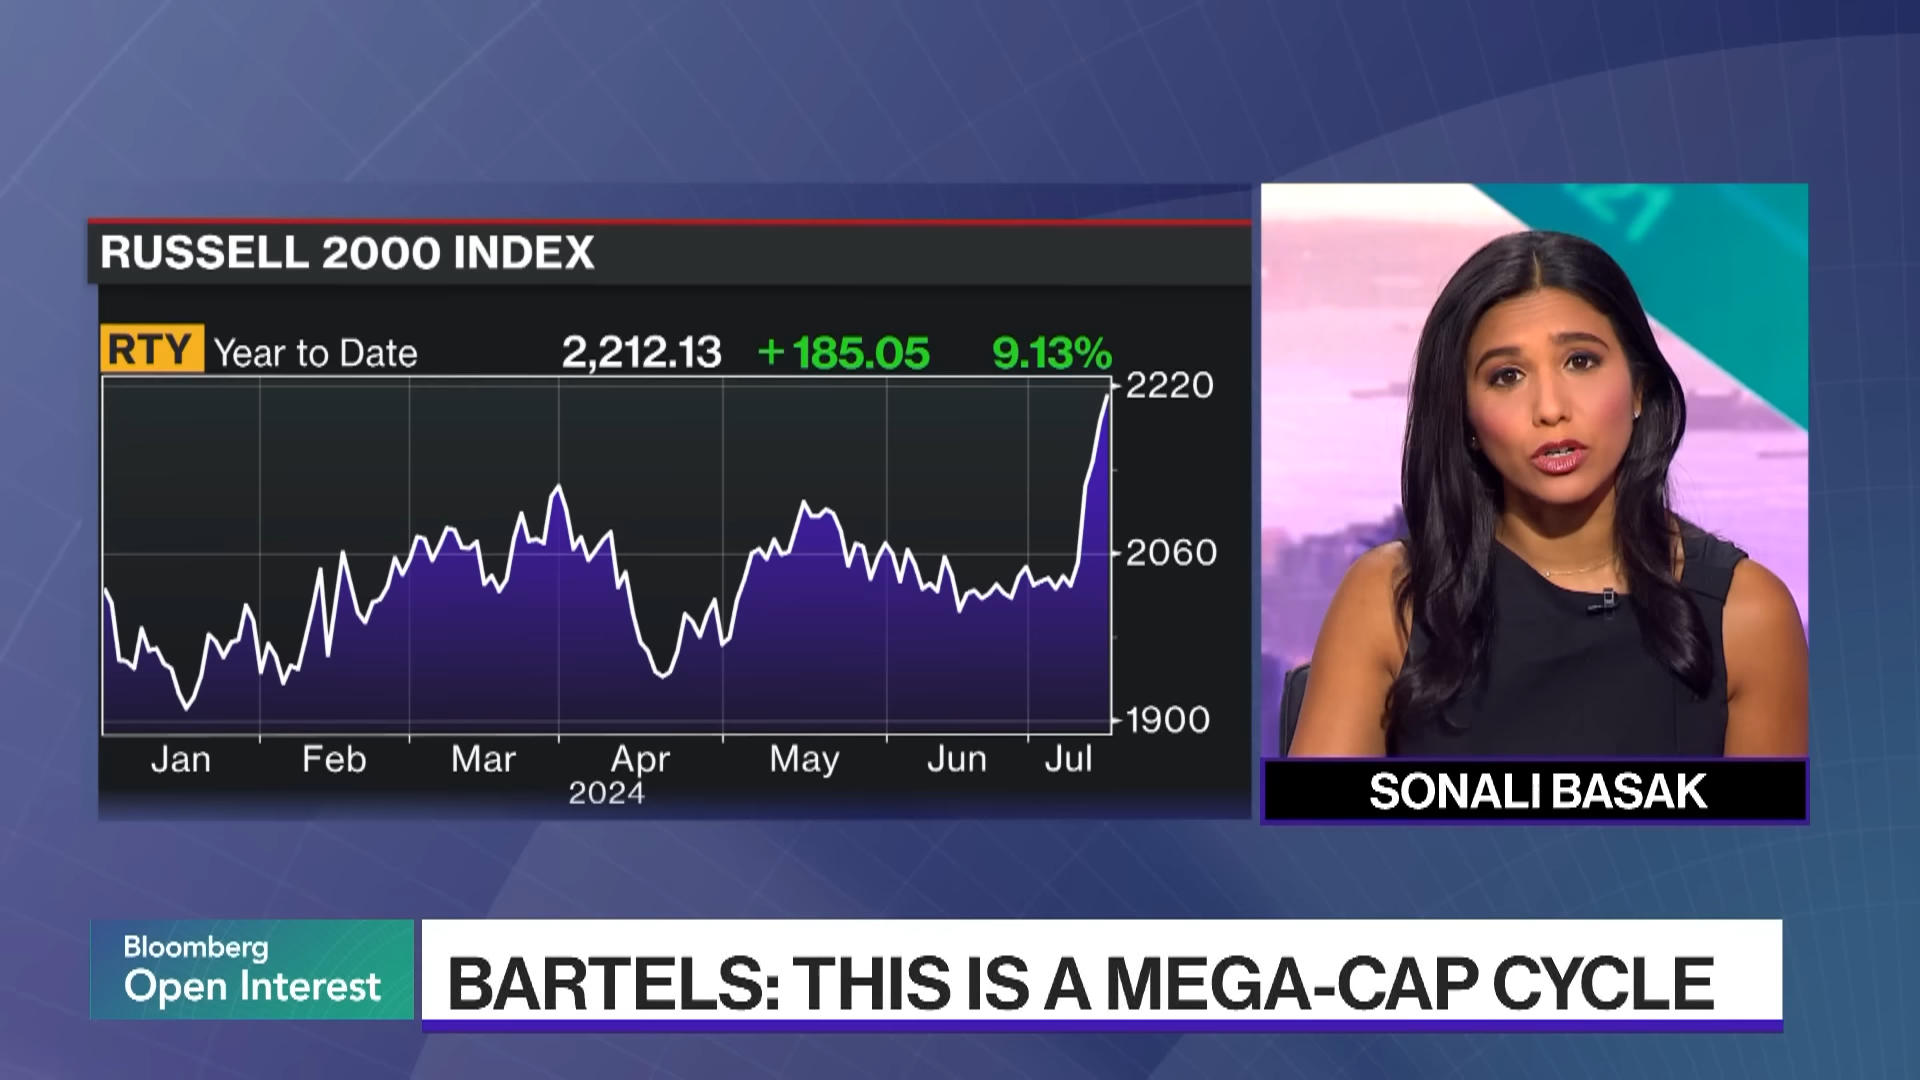 RUSSELL 2000 INDEX
RTY Year to Date 2,212.13 +185.05 9.13%
2220
2060
1900
Jan Feb Mar Apr May Jun Jul
2024
SONALI BASAK
Bloomberg
Open Interest
BARTELS: THIS IS A MEGA-CAP CYCLE